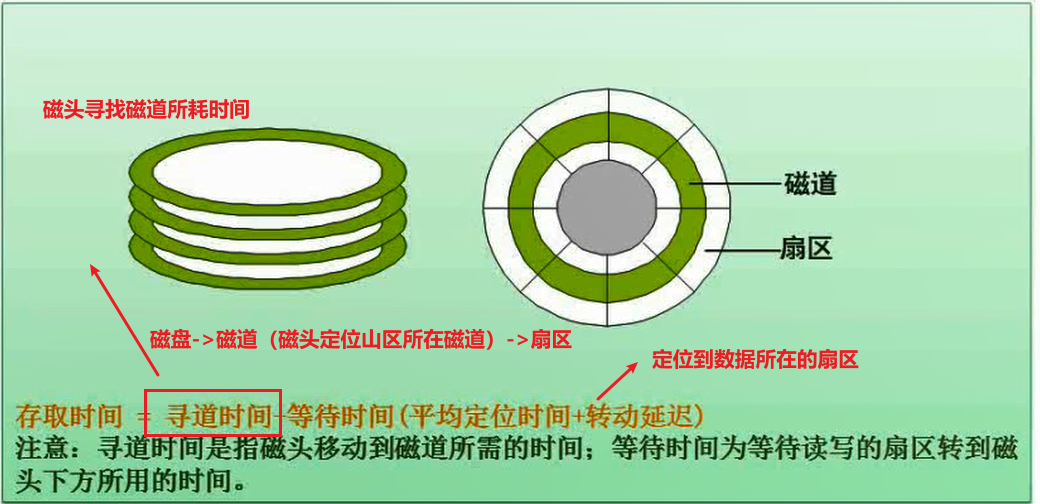 磁头寻找磁道所耗时间
磁道
扇区
磁盘->磁道（磁头定位山区所在磁道）->扇区
定位到数据所在的扇区
存取时间 = 寻道时间+等待时间(平均定位时间+转动延迟)
注意：寻道时间是指磁头移动到磁道所需的时间；等待时间为等待读写的扇区转到磁
头下方所用的时间。